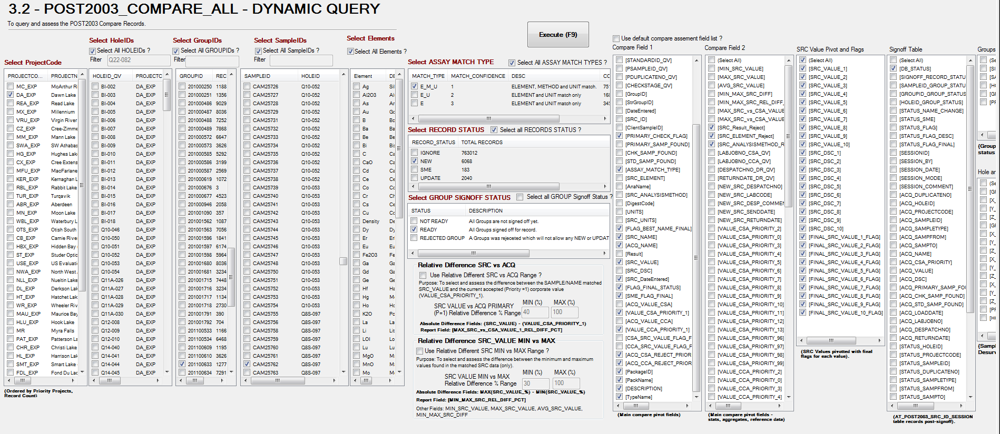 3.2 - POST2003_COMPARE_ALL - DYNAMIC QUERY
To query and assess the POST2003 Compare Records.
Execute (F9)
Select ProjectCode
PROJECTCO... PROJECTN
MC_EXP McArthur R
DA_EXP Dawn Lake
REA_EXP Read Lake
MX_EXP Millennium
VRU_EXP Virgin River
CZ_EXP Cree-Zimme
MM_EXP Mann Lake
SWA_EXP SW Athabas
HG_EXP Hughes Lak
CX_EXP Cree Extens
MFU_EXP MacFarlane
KER_EXP Kernaghan L
RBL_EXP Rabbit Lake
TUR_EXP Turqavik
ABR_EXP Aberdeen
MN_EXP Moon Lake
WBL_EXP Waterbury L
OTS_EXP Otish South
CB_EXP Camie River
HBX_EXP Hidden Bay
ST_EXP Studer Optic
USE_EXP US Evaluati
NWA_EXP North West
NLL_EXP Nueltin Lake
DL_EXP Derkson Lak
HT_EXP Hatchet Lak
WR_EXP Wheeler Riv
MAU_EXP Maurice Bay
HLU_EXP Hook Lake
MR Myra Falls
PAT_EXP Patterson La
CHR_EXP Christi Lake
HL_EXP Harrison Lak
SMT_EXP Smart Lake -
FDL_EXP Fond Du Lac
(Ordered by Priority Projects,
Record Count)
Select HoleIDs
Select All HOLEIDs ?
Filter Q22-082
HOLEID_QV PROJECTC
BI-002 DA_EXP
BI-003 DA_EXP
BI-004 DA_EXP
BI-005 DA_EXP
BI-006 DA_EXP
BI-007 DA_EXP
BI-008 DA_EXP
BI-009 DA_EXP
BI-010 DA_EXP
BI-011 DA_EXP
BI-012 DA_EXP
BI-013 DA_EXP
BI-014 DA_EXP
BI-015 DA_EXP
BI-016 DA_EXP
BI-017 DA_EXP
BI-018 DA_EXP
Q10-046 DA_EXP
Q10-050 DA_EXP
Q10-051 DA_EXP
Q10-052 DA_EXP
Q10-053 DA_EXP
Q10-054 DA_EXP
Q11A-026 DA_EXP
Q11A-027 DA_EXP
Q11A-028 DA_EXP
Q11A-029 DA_EXP
Q11A-030 DA_EXP
Q12-008 DA_EXP
Q12-009 DA_EXP
Q12-010 DA_EXP
Q14-040 DA_EXP
Q14-041 DA_EXP
Q14-044 DA_EXP
Q14-045 DA_EXP
Select GroupIDs
Select All GROUPIDs ?
Filter
GROUPID REC
201000250 1188
201000251 1356
201000486 9029
201000487 8036
201000488 7252
201000489 7868
201000572 6647
201000573 3626
201000585 5292
201000586 3199
201000587 2569
201000619 1072
201000676 3
201000677 4523
201000946 2058
201001090 357
201001562 1087
201001563 7056
201001596 1841
201001597 6174
201001598 5964
201001680 8036
201001681 3234
201001715 7448
201001716 3234
201001717 1134
201001718 2730
201001791 390
201001792 704
201100533 1166
201100534 6468
201100609 1195
201100610 3626
201100633 1277
201100634 7291
Select SampleIDs
Select All SampleIDs ?
Filter
SAMPLEID HOLEID
CAM25726 Q10-052
CAM25727 Q10-052
CAM25728 Q10-052
CAM25729 Q10-052
CAM25731 Q10-052
CAM25732 Q10-052
CAM25733 Q10-052
CAM25734 Q10-052
CAM25735 Q10-052
CAM25736 Q10-052
CAM25737 Q10-052
CAM25738 Q10-052
CAM25739 Q10-053
CAM25740 Q10-053
CAM25741 Q10-053
CAM25742 Q10-053
CAM25743 Q10-053
CAM25744 Q10-053
CAM25745 Q10-053
CAM25746 Q10-053
CAM25747 Q10-053
CAM25748 Q10-053
CAM25750 Q10-053
CAM25751 Q10-053
CAM25752 Q10-053
CAM25753 Q10-053
CAM25754 Q10-053
CAM25755 Q8S-097
CAM25756 Q8S-097
CAM25758 Q8S-097
CAM25759 Q8S-097
CAM25760 Q8S-097
CAM25761 Q8S-097
CAM25762 Q8S-097
CAM25763 Q8S-097
Select Elements
Select All Elements ?
Element DE
Ag Sil
Al2O3 Al
As Ar
Au Go
B Bo
Ba Ba
Be Be
Bi Bis
C Ca
CaO Ca
Cd Ca
Ce Ce
Co Co
Cr Ch
Cs Ce
Cu Co
Density De
Dy Dy
Er Er
Eu Eu
Fe2O3 Fe
Ga Ga
Gd Ga
Ge Ge
Hf Ha
Hg Me
Ho Ho
K2O Po
La La
Li Lit
LOI Lo
Lu Lu
MgO M
MnO M
Mo M
Select ASSAY MATCH TYPE Select All ASSAY MATCH TYPES ?
MATCH_TYPE MATCH_CONFIDENCE DESC CO
E_M_U 1 ELEMENT, METHOD and UNIT match. 75
E_U 2 ELEMENT and UNIT match only 168
E 3 ELEMENT and UNIT match only 345
Select RECORD STATUS Select all RECORDS STATUS ?
RECORD_STATUS TOTAL RECORDS
IGNORE 763012
NEW 6068
SME 183
UPDATE 2040
Select GROUP SIGNOFF STATUS Select all GROUP Signoff Status ?
STATUS DESCRIPTION
NOT READY All Groups are not signed off yet.
READY All Groups signed off for record.
REJECTED GROUP A Groups was rejeceted which will not allow any NEW or UPDAT
Relative Difference SRC vs ACQ
Use Relative Different SRC vs ACQ Range ?
Purpose: To select and assess the difference between the SAMPLE/NAME matched
SRC_VALUE and the current accepted (Priority =1) corporate value
(VALUE_CSA_PRIORITY_1).
MIN (%) MAX (%)
SRC VALUE vs ACQ PRIMARY
(P=1) Relative Difference % Range 40 100
Absolute Difference Fields: (SRC_VALUE) - (VALUE_CSA_PRIORITY_1)
Report Field: [MAX_SRC_vs_CSA_VALUE_1_REL_DIFF_PCT]
Relative Difference SRC_VALUE MIN vs MAX
Use Relative Different SRC MIN vs MAX Range ?
Purpose: To select and assess the difference between the minimum and maximum
values found in the matched SRC data (only).
MIN (%) MAX (%)
SRC VALUE MIN vs MAX
Relative Difference % Range 30 100
Absolute Difference Fields: MAX(SRC_VALUE_%) - MIN(SRC_VALUE_%)
Report Field: [MIN_MAX_SRC_REL_DIFF_PCT]
Other Fields: MIN_SRC_VALUE, MAX_SRC_VALUE, AVG_SRC_VALUE,
MIN_MAX_SRC_DIFF
Use default compare assement field list ?
Compare Field 1
[STANDARDID_QV]
[PSAMPLEID_QV]
[PDUPLICATENO_QV]
[CHECKSTAGE_QV]
[GroupID]
[StrGroupID]
[DateEntered]
[SRC_ID]
[ClientSampleID]
[PRIMARY_CHECK_FLAG]
[PRIMARY_SAMP_FOUND]
[CHK_SAMP_FOUND]
[STD_SAMP_FOUND]
[ASSAY_MATCH_TYPE]
[SRC_ELEMENT]
[AnaName]
[SRC_ANALYSISMETHOD]
[DigestCode]
[UNITS]
[SRC_UNITS]
[FLAG_BEST_NAME_FINAL]
[SRC_NAME]
[ACQ_NAME]
[Result]
[SRC_VALUE]
[SRC_DSC]
[SRC_DateEntered]
[FLAG_FINAL_STATUS]
[SME_FLAG_FINAL]
[ACQ_VALUE_CSA]
[VALUE_CSA_PRIORITY_1]
[ACQ_VALUE_CCA]
[VALUE_CCA_PRIORITY_1]
[CSA_SRC_VALUE_FLAG_F
[CCA_SRC_VALUE_FLAG_F
[ACQ_CSA_REJECT_PRIOR
[ACQ_CCA_REJECT_PRIOR
[PackageID]
[PackName]
[DESCRIPTION]
[TypeName]
(Main compare pivot fields)
Compare Field 2
(Select All)
[MIN_SRC_VALUE]
[MAX_SRC_VALUE]
[AVG_SRC_VALUE]
[MIN_MAX_SRC_DIFF]
[MIN_MAX_SRC_REL_DIFF_
[MAX_SRC_vs_CSA_VALUE
[MAX_SRC_vs_CSA_VALU
[SRC_Result_Reject]
[SRC_ELEMENT_Reject]
[SRC_ANALYSISMETHOD_R
[LABJOBNO_CSA_QV]
[LABJOBNO_CCA_QV]
[DESPATCHNO_DR_QV]
[RETURNDATE_DR_QV]
[NEW_SRC_DESPATCHNO]
[NEW_SRC_LABCODE]
[NEW_SRC_DESP_COMMEN
[NEW_SRC_SENDDATE]
[NEW_SRC_RETURNDATE]
[VALUE_CSA_PRIORITY_2]
[VALUE_CSA_PRIORITY_0]
[VALUE_CSA_PRIORITY_3]
[VALUE_CSA_PRIORITY_4]
[VALUE_CSA_PRIORITY_5]
[VALUE_CSA_PRIORITY_6]
[VALUE_CSA_PRIORITY_7]
[VALUE_CSA_PRIORITY_8]
[VALUE_CSA_PRIORITY_9]
[VALUE_CSA_PRIORITY_10]
[VALUE_CSA_PRIORITY_11]
[VALUE_CSA_PRIORITY_12]
[VALUE_CSA_PRIORITY_13]
[VALUE_CSA_PRIORITY_96]
[VALUE_CSA_PRIORITY_97]
[VALUE_CSA_PRIORITY_98]
[VALUE_CSA_PRIORITY_99]
[VALUE_CCA_PRIORITY_2]
[VALUE_CCA_PRIORITY_0]
[VALUE_CCA_PRIORITY_3]
[VALUE_CCA_PRIORITY_4]
(Main compare pivot fields -
stats, aggregates, reference data)
SRC Value Pivot and Flags
(Select All)
[SRC_VALUE_1]
[SRC_VALUE_2]
[SRC_VALUE_3]
[SRC_VALUE_4]
[SRC_VALUE_5]
[SRC_VALUE_6]
[SRC_VALUE_7]
[SRC_VALUE_8]
[SRC_VALUE_9]
[SRC_VALUE_10]
[SRC_DSC_1]
[SRC_DSC_2]
[SRC_DSC_3]
[SRC_DSC_4]
[SRC_DSC_5]
[SRC_DSC_6]
[SRC_DSC_7]
[SRC_DSC_8]
[SRC_DSC_9]
[SRC_DSC_10]
[FINAL_SRC_VALUE_1_FLAG]
[FINAL_SRC_VALUE_2_FLAG]
[FINAL_SRC_VALUE_3_FLAG]
[FINAL_SRC_VALUE_4_FLAG]
[FINAL_SRC_VALUE_5_FLAG]
[FINAL_SRC_VALUE_6_FLAG]
[FINAL_SRC_VALUE_7_FLAG]
[FINAL_SRC_VALUE_8_FLAG]
[FINAL_SRC_VALUE_9_FLAG]
[FINAL_SRC_VALUE_10_FLAG]
(SRC Values pivotted with final
flags for each value).
Signoff Table
(Select All)
[DB_STATUS]
[SIGNOFF_RECORD_STATU
[SAMPLEID_GROUP_STATU
[GROUPID_GROUP_STATUS
[HOLEID_GROUP_STATUS]
[STATUS_NAME_CHANGE]
[STATUS_SME]
[STATUS_FLAG]
[STATUS_FLAG_DESC]
[STATUS_FLAG_FINAL]
[SESSIONID]
[SESSION_BY]
[SESSION_DATE]
[SESSION_MODE]
[SESSION_COMMENT]
[ACQ_DUPLICATENO]
[ACQ_HOLEID]
[ACQ_PROJECTCODE]
[ACQ_SAMPLEID]
[ACQ_SAMPLETYPE]
[ACQ_SAMPFROM]
[ACQ_SAMPTO]
[ACQ_NAME]
[ACQ_CSA_PRIORITY]
[ACQ_VALUE]
[ACQ_DSC]
[ACQ_PRIMARY_SAMP_FOU
[ACQ_CHK_SAMP_FOUND]
[ACQ_STD_SAMP_FOUND]
[ACQ_LOADDATE]
[ACQ_LABJOBNO]
[ACQ_DESPATCHNO]
[ACQ_RETURNDATE]
[STATUS_HOLEID]
[STATUS_PROJECTCODE]
[STATUS_SAMPLEID]
[STATUS_DUPLICATENO]
[STATUS_SAMPLETYPE]
[STATUS_SAMPFROM]
[STATUS_SAMPTO]
(AT_POST2003_SRC_ID_SESSION
table records post-signoff).
Groups
(Group
status
Hole ar
(Samp
Desurv